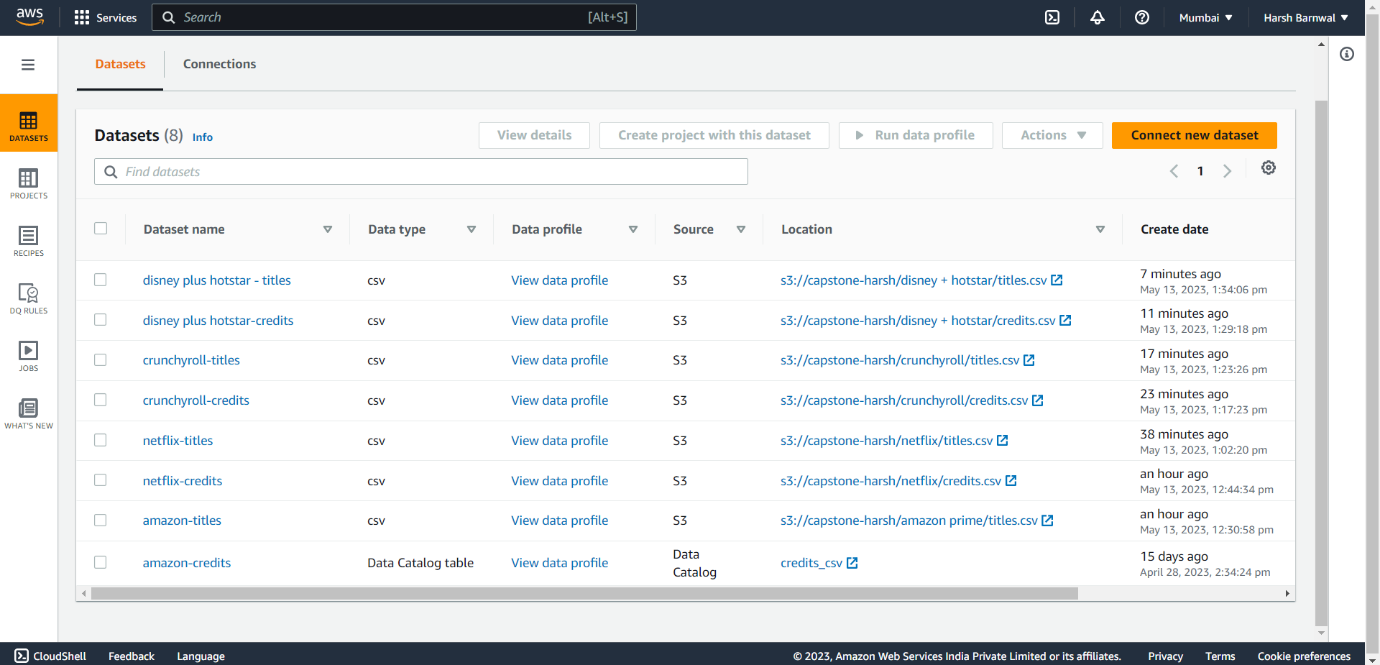 aws Services Search [Alt+S] Mumbai ▼ Harsh Barnwal ▼
Datasets Connections
Datasets (8) Info View details Create project with this dataset Run data profile Actions ▼ Connect new dataset
Find datasets 1
Dataset name Data type Data profile Source Location Create date
disney plus hotstar - titles csv View data profile S3 s3://capstone-harsh/disney + hotstar/titles.csv 7 minutes ago
May 13, 2023, 1:34:06 pm
disney plus hotstar-credits csv View data profile S3 s3://capstone-harsh/disney + hotstar/credits.csv 11 minutes ago
May 13, 2023, 1:29:18 pm
crunchyroll-titles csv View data profile S3 s3://capstone-harsh/crunchyroll/titles.csv 17 minutes ago
May 13, 2023, 1:23:26 pm
crunchyroll-credits csv View data profile S3 s3://capstone-harsh/crunchyroll/credits.csv 23 minutes ago
May 13, 2023, 1:17:23 pm
netflix-titles csv View data profile S3 s3://capstone-harsh/netflix/titles.csv 38 minutes ago
May 13, 2023, 1:02:20 pm
netflix-credits csv View data profile S3 s3://capstone-harsh/netflix/credits.csv an hour ago
May 13, 2023, 12:44:34 pm
amazon-titles csv View data profile S3 s3://capstone-harsh/amazon prime/titles.csv an hour ago
May 13, 2023, 12:30:58 pm
amazon-credits Data Catalog table View data profile Data Catalog credits_csv 15 days ago
April 28, 2023, 2:34:24 pm
DATASETS
PROJECTS
RECIPES
DQ RULES
JOBS
WHAT'S NEW
CloudShell Feedback Language © 2023, Amazon Web Services India Private Limited or its affiliates. Privacy Terms Cookie preferences